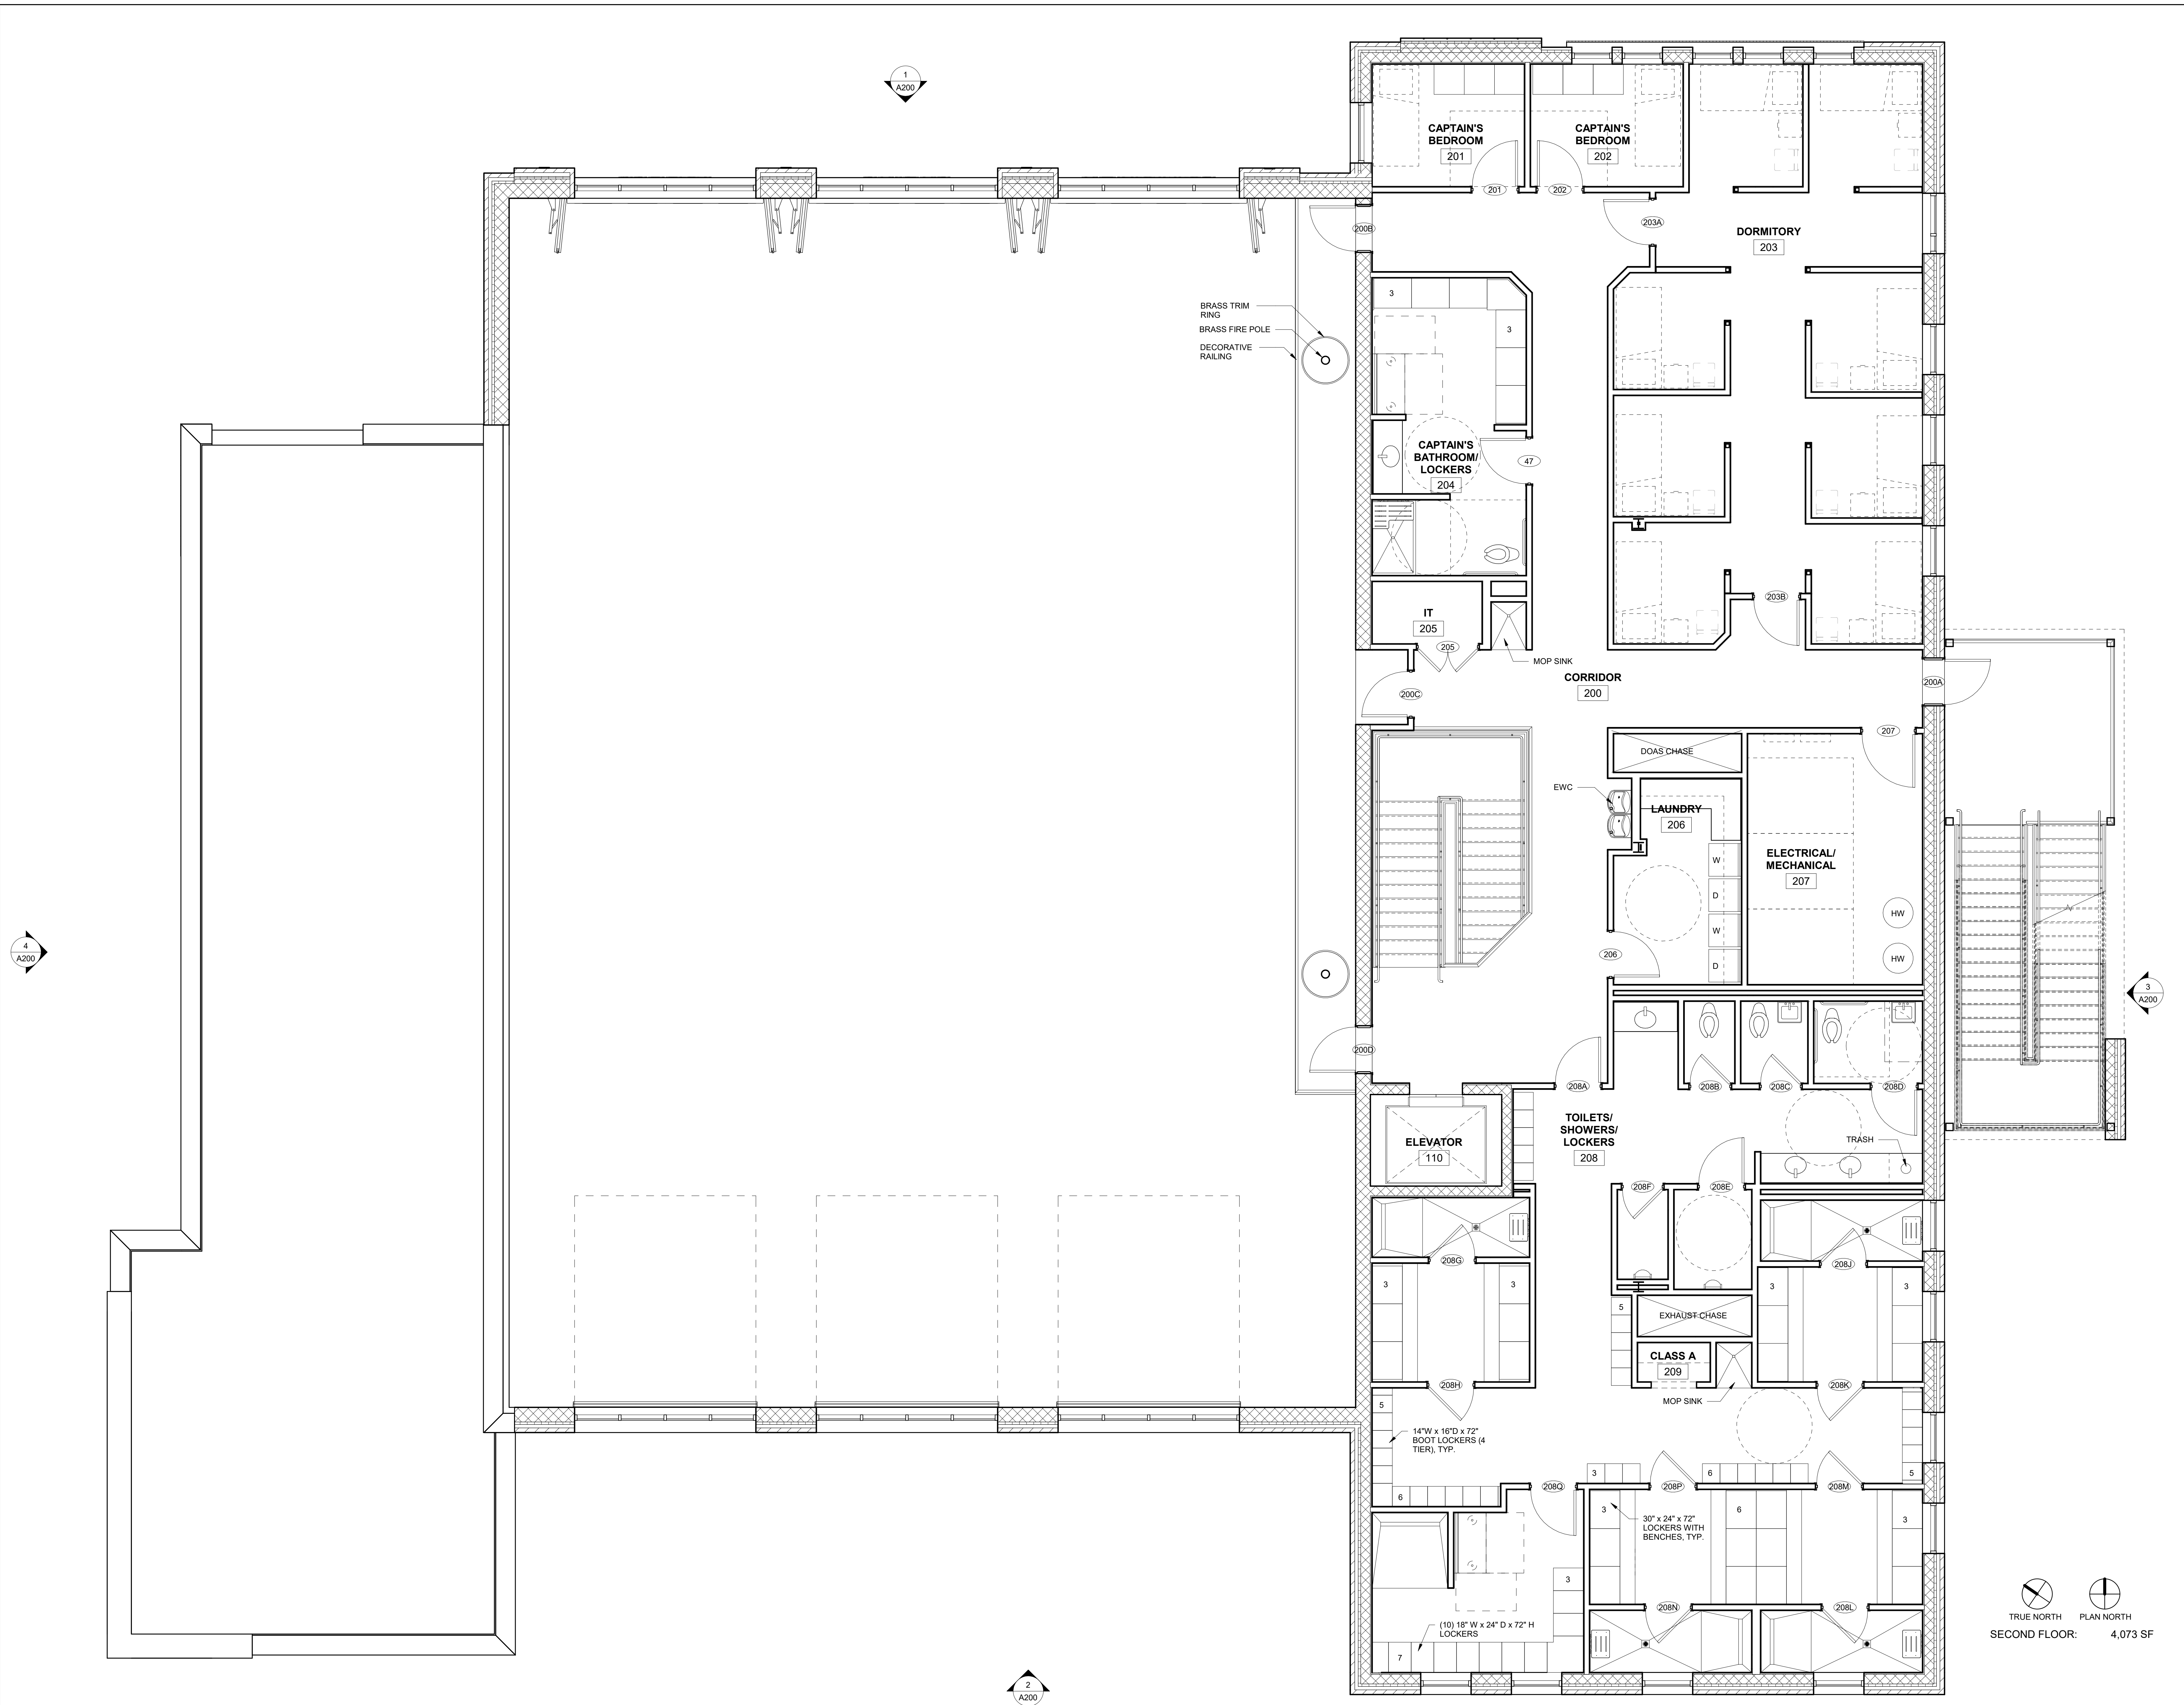 1
A200
CAPTAIN'S
BEDROOM
201
CAPTAIN'S
BEDROOM
202
201
202
203A
200B
DORMITORY
203
BRASS TRIM
RING
BRASS FIRE POLE
DECORATIVE
RAILING
3
3
CAPTAIN'S
BATHROOM/
LOCKERS
204
47
203B
IT
205
205
MOP SINK
CORRIDOR
200
200C
200A
207
DOAS CHASE
EWC
LAUNDRY
206
W
D
W
D
206
ELECTRICAL/
MECHANICAL
207
HW
HW
4
A200
3
A200
200D
208A
208B
208C
208D
TOILETS/
SHOWERS/
LOCKERS
208
TRASH
ELEVATOR
110
208F
208E
208G
208J
3
3
3
3
5
EXHAUST CHASE
CLASS A
209
208H
208K
MOP SINK
5
14"W x 16"D x 72"
BOOT LOCKERS (4
TIER), TYP.
3
6
5
6
208Q
208P
208M
3
6
3
30" x 24" x 72"
LOCKERS WITH
BENCHES, TYP.
3
208N
208L
(10) 18" W x 24" D x 72" H
LOCKERS
7
TRUE NORTH
PLAN NORTH
SECOND FLOOR: 4,073 SF
2
A200